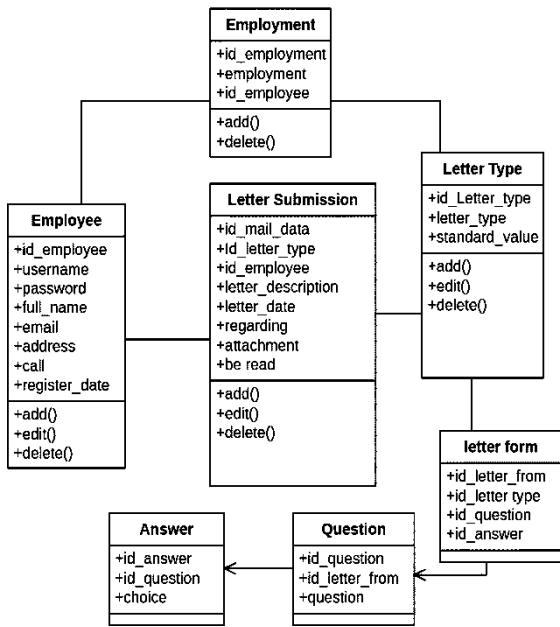 Employment
+id_employment
+employment
+id_employee
+add()
+delete()
Letter Type
+id_Letter_type
+letter_type
+standard_value
+add()
+edit()
+delete()
Letter Submission
+id_mail_data
+Id_letter_type
+id_employee
+letter_description
+letter_date
+regarding
+attachment
+be read
+add()
+edit()
+delete()
Employee
+id_employee
+username
+password
+full_name
+email
+address
+call
+register_date
+add()
+edit()
+delete()
letter form
+id_letter_from
+id_letter type
+id_question
+id_answer
Answer
+id_answer
+id_question
+choice
Question
+id_question
+id_letter_from
+question